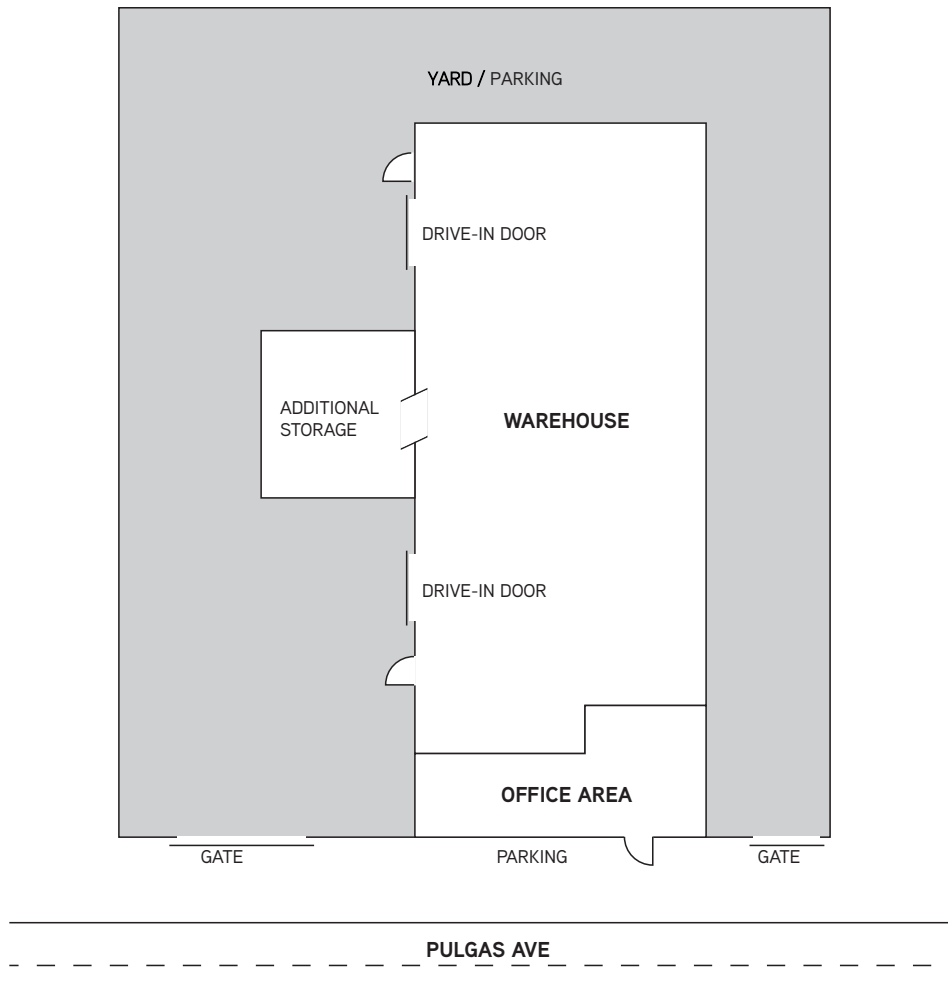 YARD / PARKING
DRIVE-IN DOOR
ADDITIONAL
STORAGE
WAREHOUSE
DRIVE-IN DOOR
OFFICE AREA
GATE
PARKING
GATE
PULGAS AVE